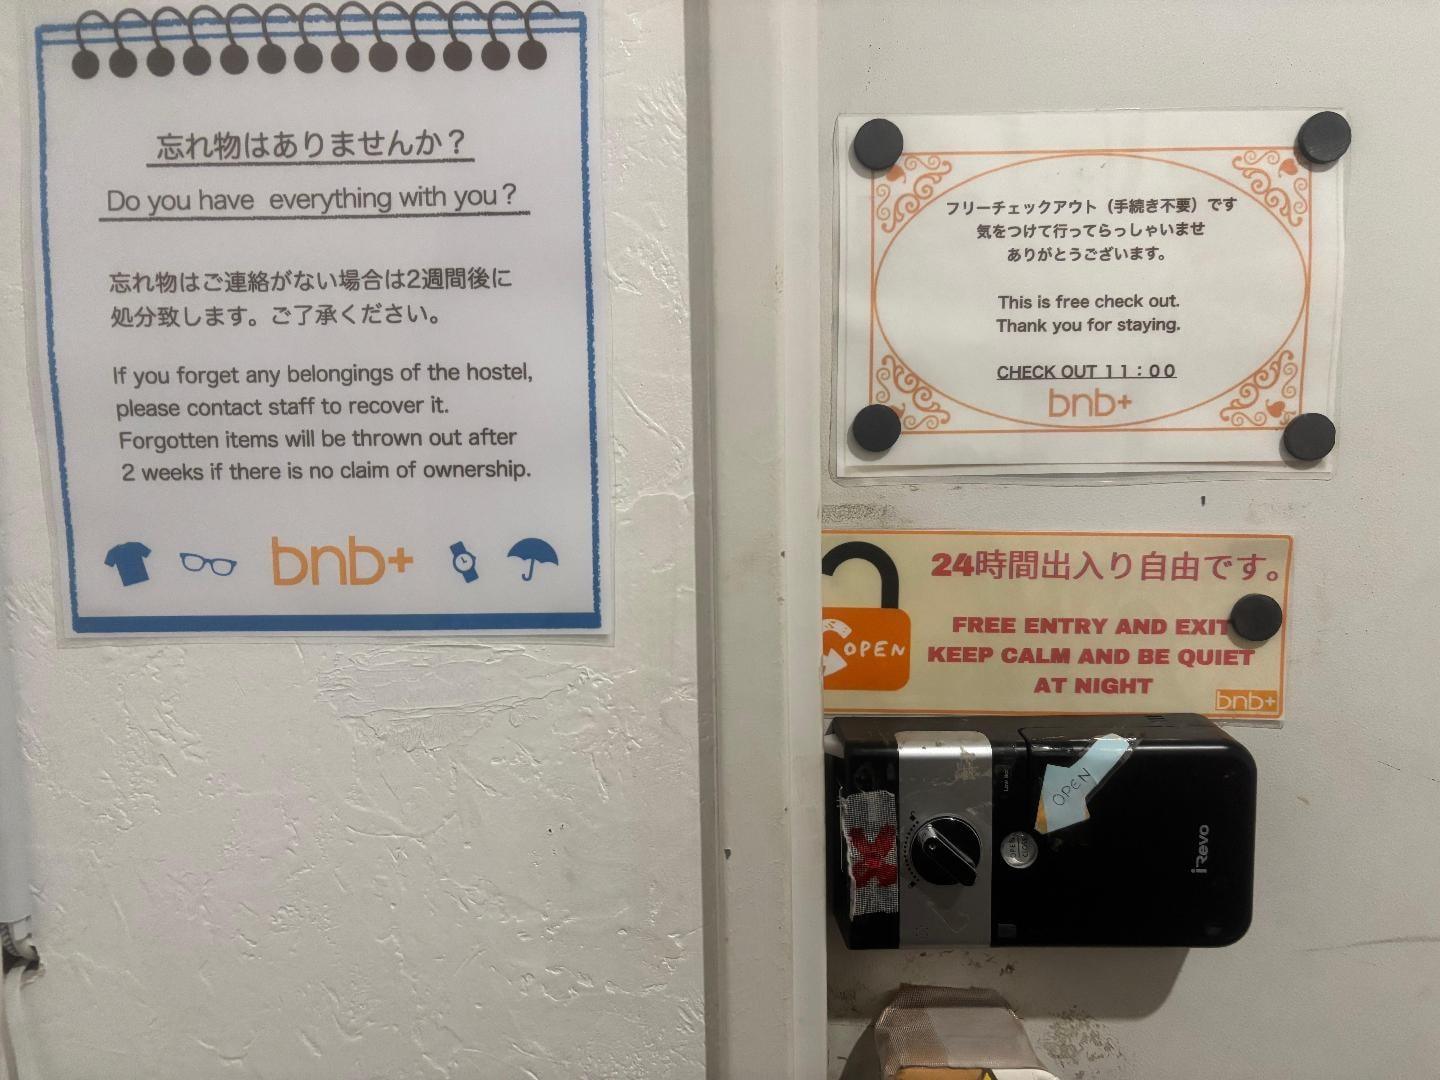 忘れ物はありませんか？
Do you have everything with you？
忘れ物はご連絡がない場合は2週間後に
処分致します。ご了承ください。
If you forget any belongings of the hostel,
please contact staff to recover it.
Forgotten items will be thrown out after
2 weeks if there is no claim of ownership.
bnb+
フリーチェックアウト（手続き不要）です
気をつけて行ってらっしゃいませ
ありがとうございます。
This is free check out.
Thank you for staying.
CHECK OUT 11：00
bnb+
24時間出入り自由です。
FREE ENTRY AND EXIT
KEEP CALM AND BE QUIET
AT NIGHT
OPEN
bnb+
OPEN
OPEN
CLOSE
iRevo